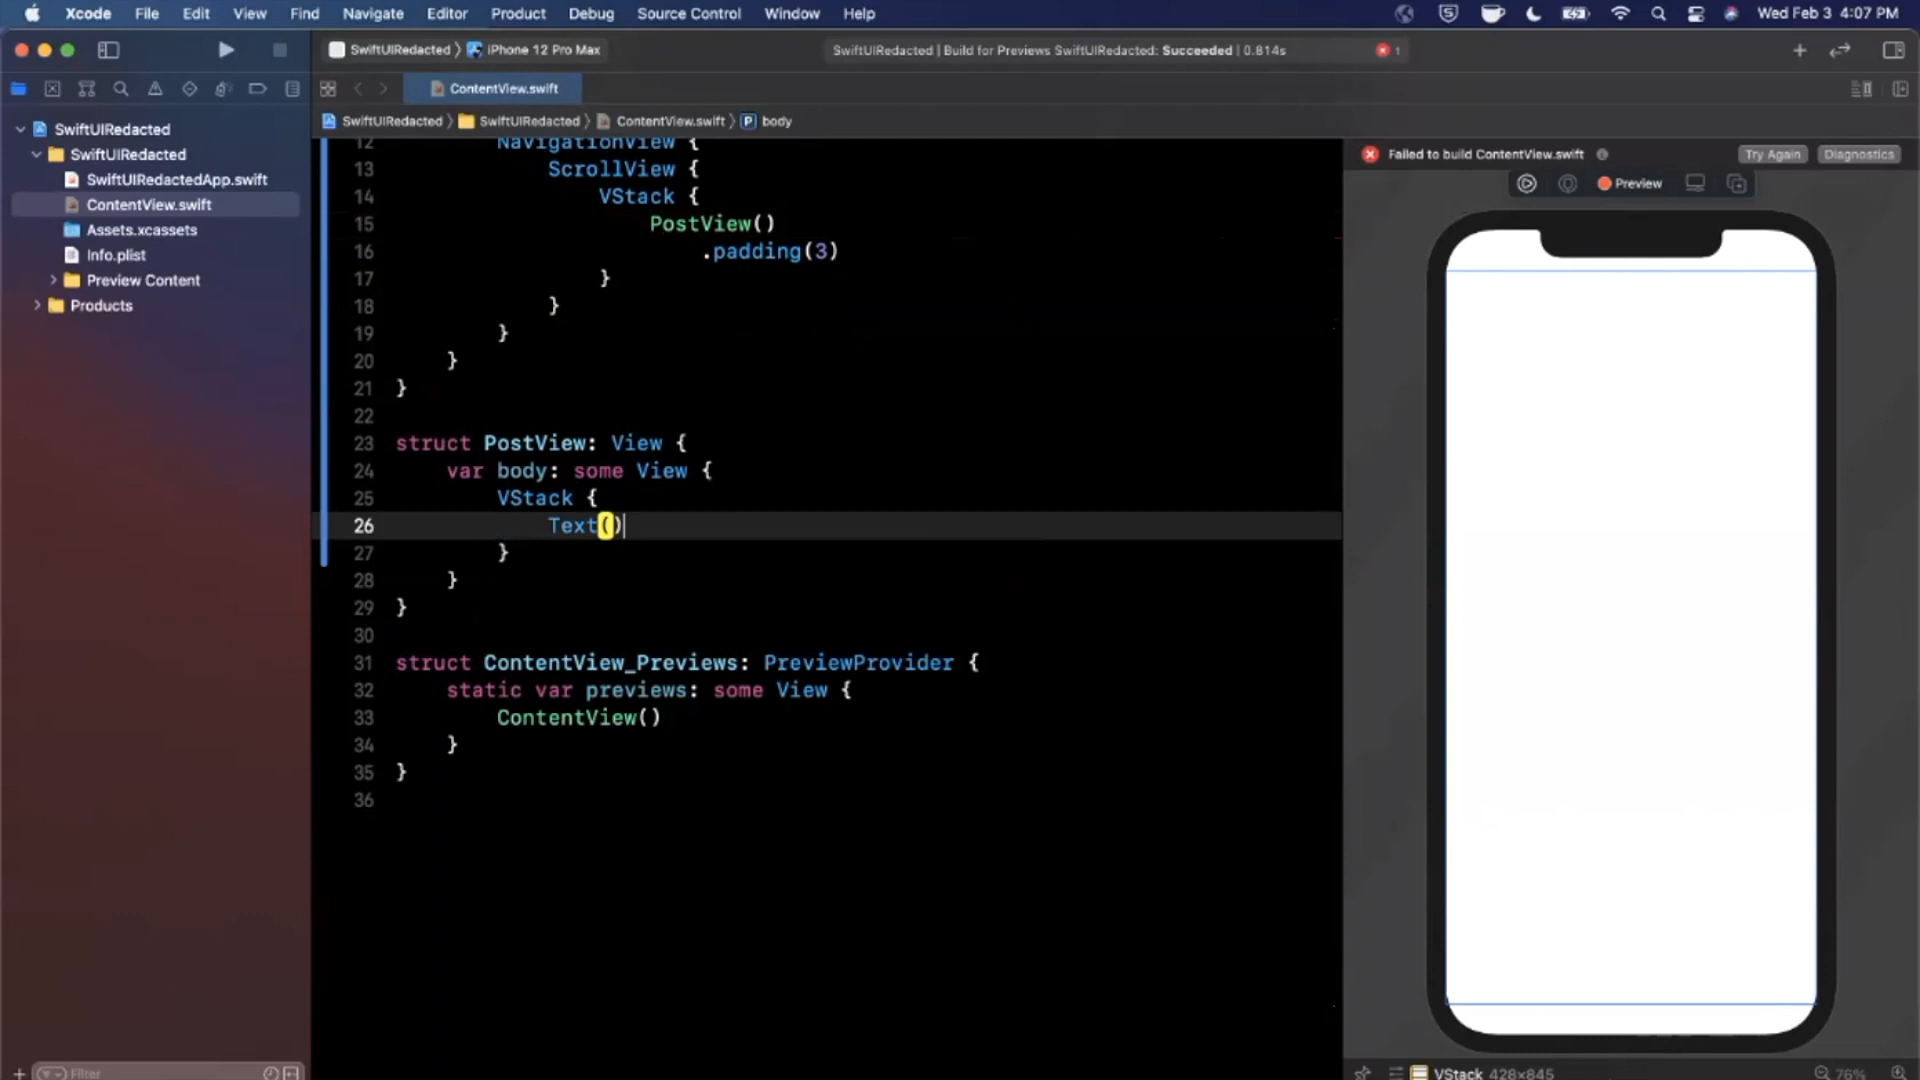 Xcode File Edit View Find Navigate Editor Product Debug Source Control Window Help
Wed Feb 3 4:07 PM
SwiftUIRedacted iPhone 12 Pro Max
SwiftUIRedacted | Build for Previews SwiftUIRedacted: Succeeded | 0.814s
1
ContentView.swift
SwiftUIRedacted SwiftUIRedacted ContentView.swift P body
SwiftUIRedacted
SwiftUIRedacted
SwiftUIRedactedApp.swift
ContentView.swift
Assets.xcassets
Info.plist
Preview Content
Products
Filter
12 NavigationView {
13 ScrollView {
14 VStack {
15 PostView()
16 .padding(3)
17 }
18 }
19 }
20 }
21 }
22
23 struct PostView: View {
24 var body: some View {
25 VStack {
26 Text()
27 }
28 }
29 }
30
31 struct ContentView_Previews: PreviewProvider {
32 static var previews: some View {
33 ContentView()
34 }
35 }
36
Failed to build ContentView.swift Try Again Diagnostics
Preview
VStack 428×845 76%